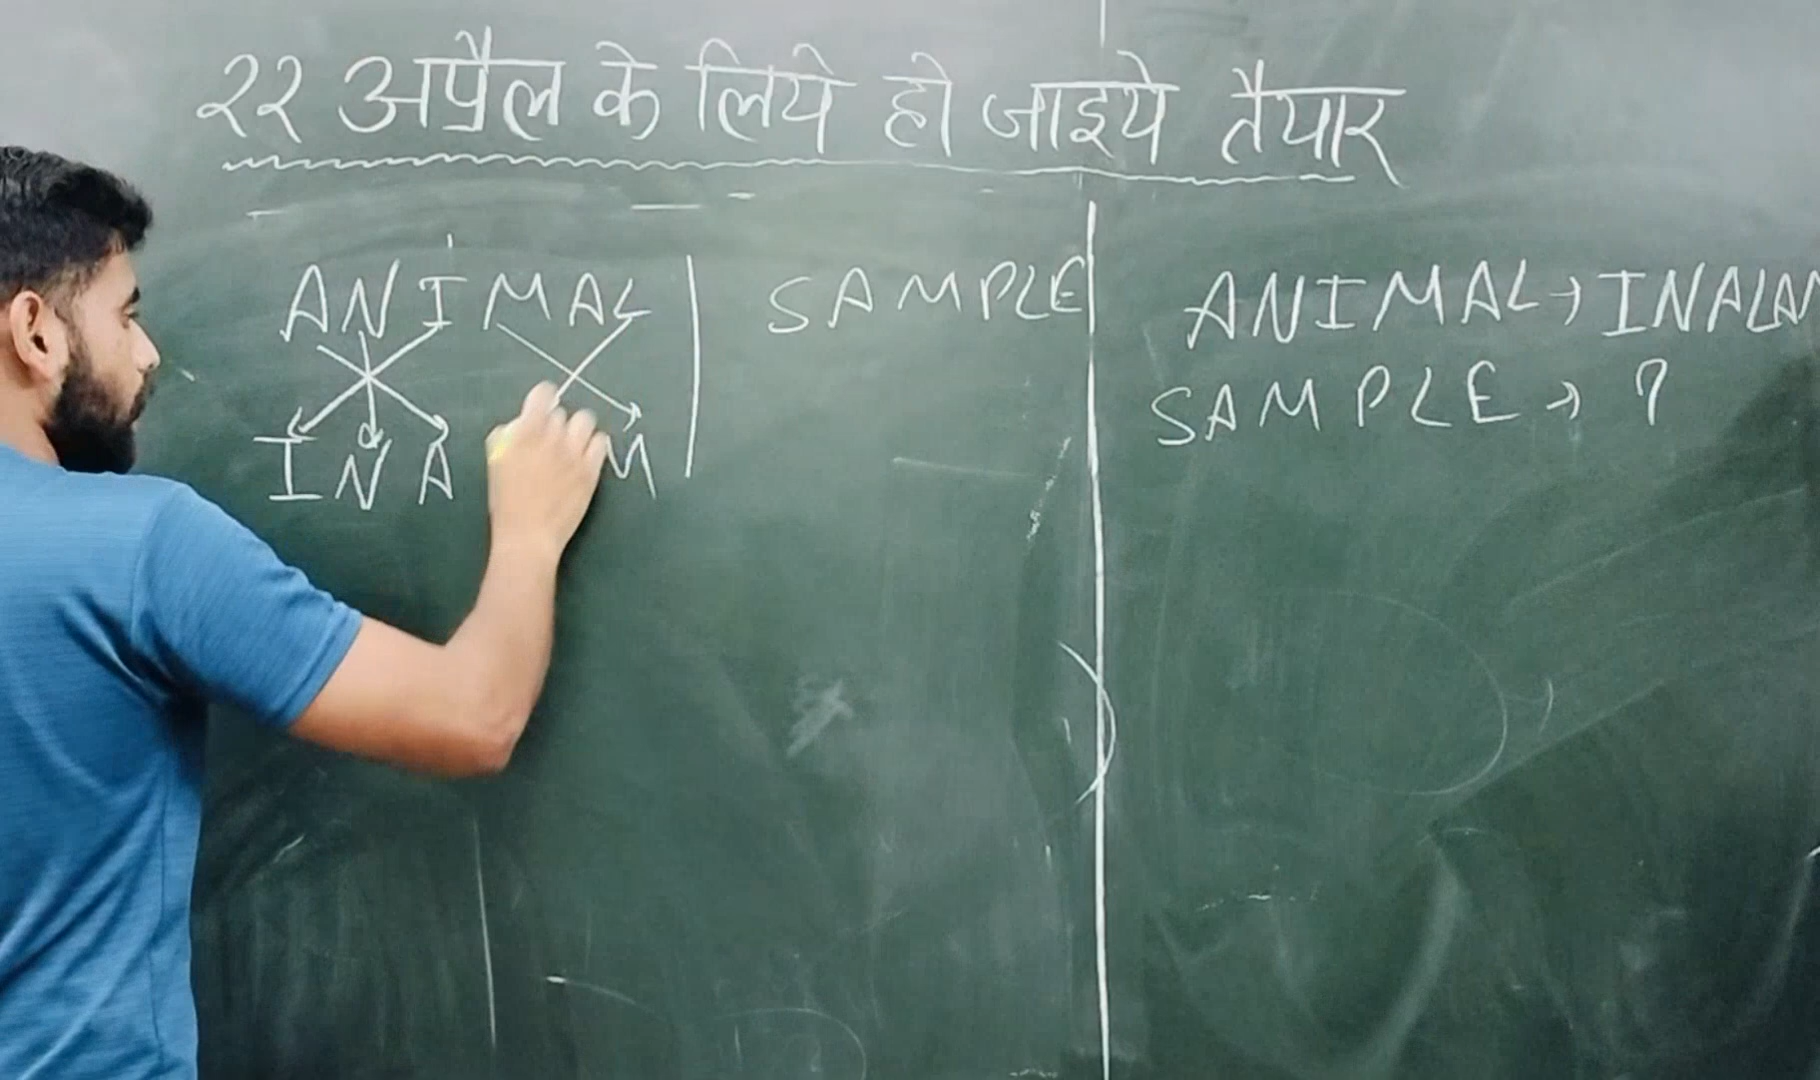 २२ अप्रैल के लिये हो जाइये तैयार
ANIMAL
INA M
SAMPLE
ANIMAL → INALAM
SAMPLE → ?